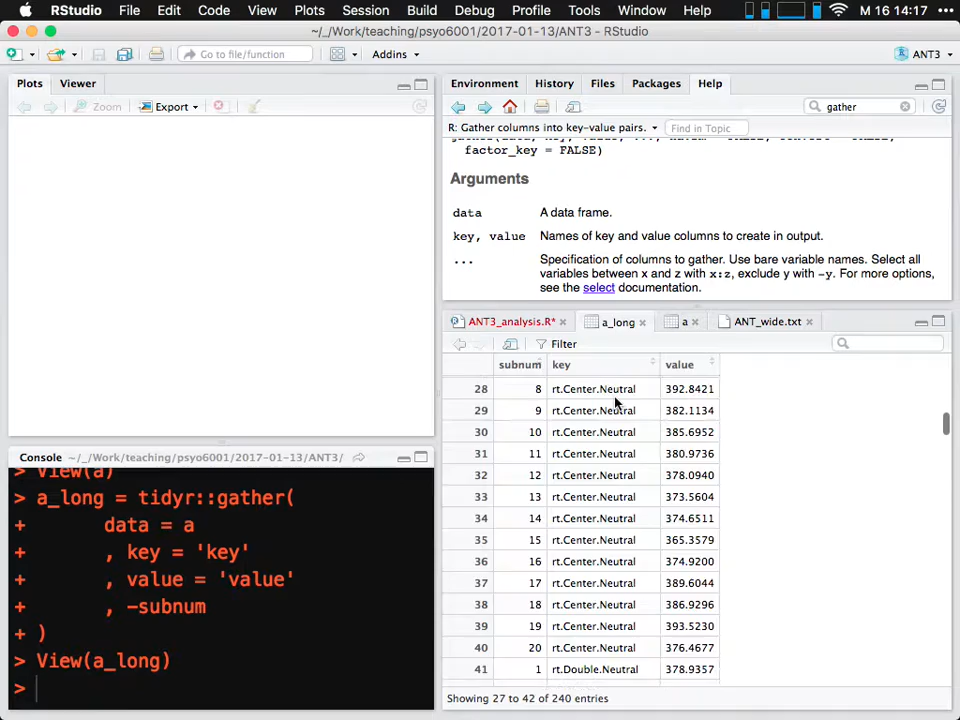 RStudio File Edit Code View Plots Session Build Debug Profile Tools Window Help M 16 14:17
~/_/Work/teaching/psyo6001/2017-01-13/ANT3 - RStudio
Go to file/function Addins ANT3
Plots Viewer
Zoom Export
Environment History Files Packages Help
gather
R: Gather columns into key-value pairs. Find in Topic
factor_key = FALSE)
Arguments
data A data frame.
key, value Names of key and value columns to create in output.
... Specification of columns to gather. Use bare variable names. Select all
variables between x and z with x:z, exclude y with -y. For more options,
see the select documentation.
ANT3_analysis.R* a_long a ANT_wide.txt
Filter
subnum key value
28 8 rt.Center.Neutral 392.8421
29 9 rt.Center.Neutral 382.1134
30 10 rt.Center.Neutral 385.6952
31 11 rt.Center.Neutral 380.9736
32 12 rt.Center.Neutral 378.0940
33 13 rt.Center.Neutral 373.5604
34 14 rt.Center.Neutral 374.6511
35 15 rt.Center.Neutral 365.3579
36 16 rt.Center.Neutral 374.9200
37 17 rt.Center.Neutral 389.6044
38 18 rt.Center.Neutral 386.9296
39 19 rt.Center.Neutral 393.5230
40 20 rt.Center.Neutral 376.4677
41 1 rt.Double.Neutral 378.9357
Showing 27 to 42 of 240 entries
Console ~/_/Work/teaching/psyo6001/2017-01-13/ANT3/
> View(a)
> a_long = tidyr::gather(
+ data = a
+ , key = 'key'
+ , value = 'value'
+ , -subnum
+ )
> View(a_long)
>